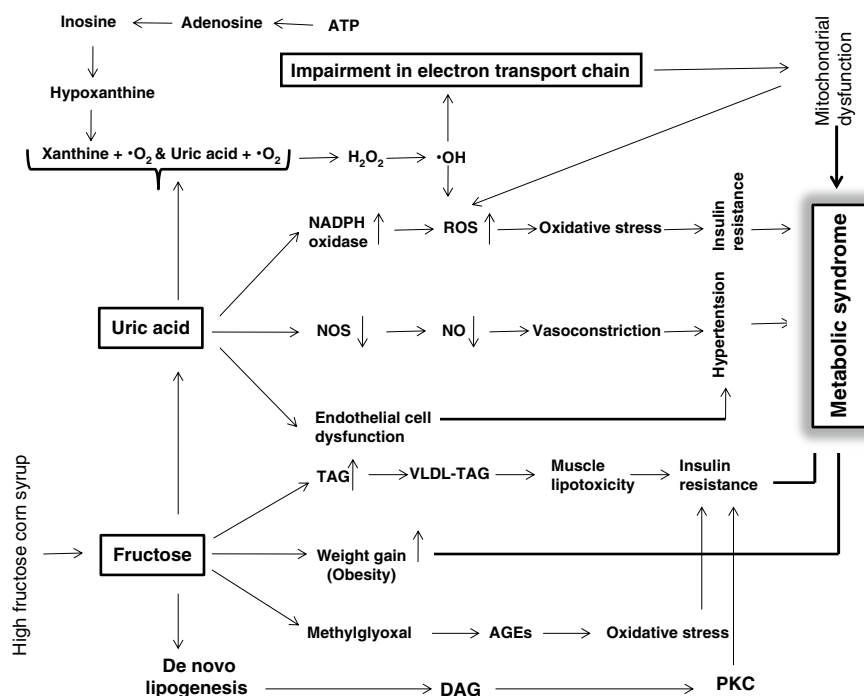 Inosine
Adenosine
ATP
Impairment in electron transport chain
Mitochondrial
dysfunction
Hypoxanthine
Xanthine + •O₂ & Uric acid + •O₂
H₂O₂
•OH
NADPH
oxidase
ROS
Oxidative stress
Insulin
resistance
Metabolic syndrome
Uric acid
NOS
NO
Vasoconstriction
Hypertentsion
Endothelial cell
dysfunction
TAG
VLDL-TAG
Muscle
lipotoxicity
Insulin
resistance
High fructose corn syrup
Fructose
Weight gain
(Obesity)
Methylglyoxal
AGEs
Oxidative stress
De novo
lipogenesis
DAG
PKC